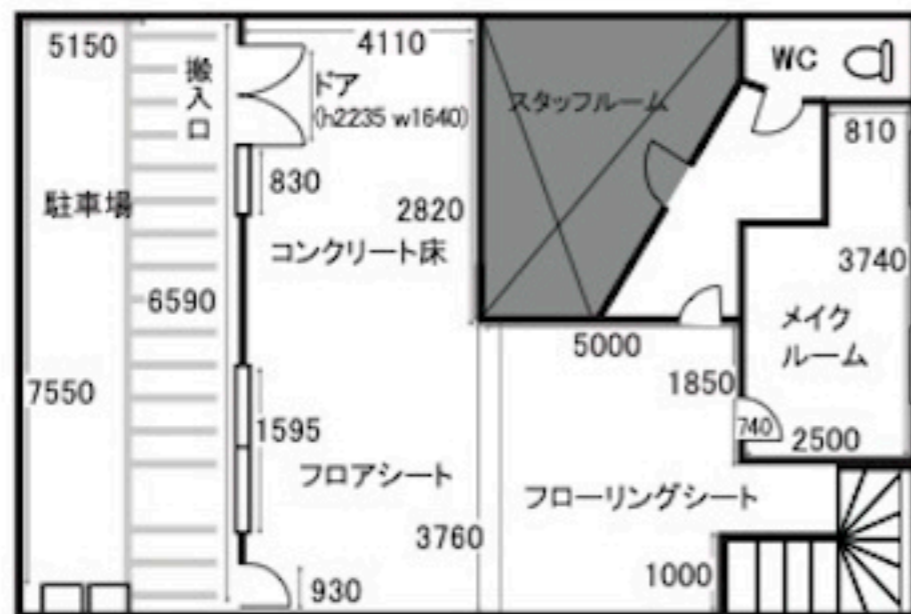 5150
搬入口
4110
ドア
(h2235 w1640)
スタッフルーム
WC
810
830
駐車場
2820
コンクリート床
3740
6590
メイク
ルーム
5000
1850
7550
1595
740
2500
フロアシート
フローリングシート
3760
1000
930